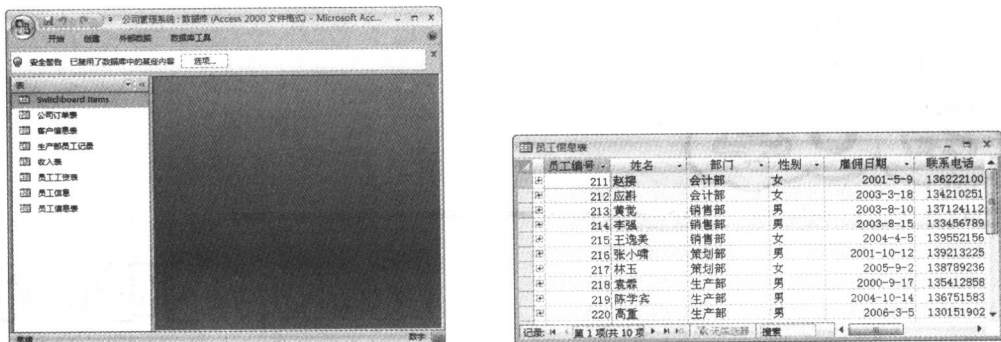 公司管理系统 : 数据库 (Access 2000 文件格式) - Microsoft Acc...
开始 创建 外部数据 数据库工具
安全警告 已禁用了数据库中的某些内容 选项...
表
Switchboard Items
公司订单表
客户信息表
生产部员工记录
收入表
员工工资表
员工信息
员工信息表
就绪 数字
员工信息表
员工编号 姓名 部门 性别 雇佣日期 联系电话
211 赵 会计部 女 2001-5-9 136222100
212 应 会计部 女 2003-3-18 134210251
213 黄觉 销售部 男 2003-8-10 137124112
214 李强 销售部 男 2003-8-15 133456789
215 王逸美 销售部 女 2004-4-5 139552156
216 张小啸 策划部 男 2001-10-12 139213225
217 林玉 策划部 女 2005-9-2 138789236
218 袁霖 生产部 男 2000-9-17 135412858
219 陈学宾 生产部 男 2004-10-14 136751583
220 高重 生产部 男 2006-3-5 130151902
记录: 第 1 项(共 10 项 无筛选器 搜索